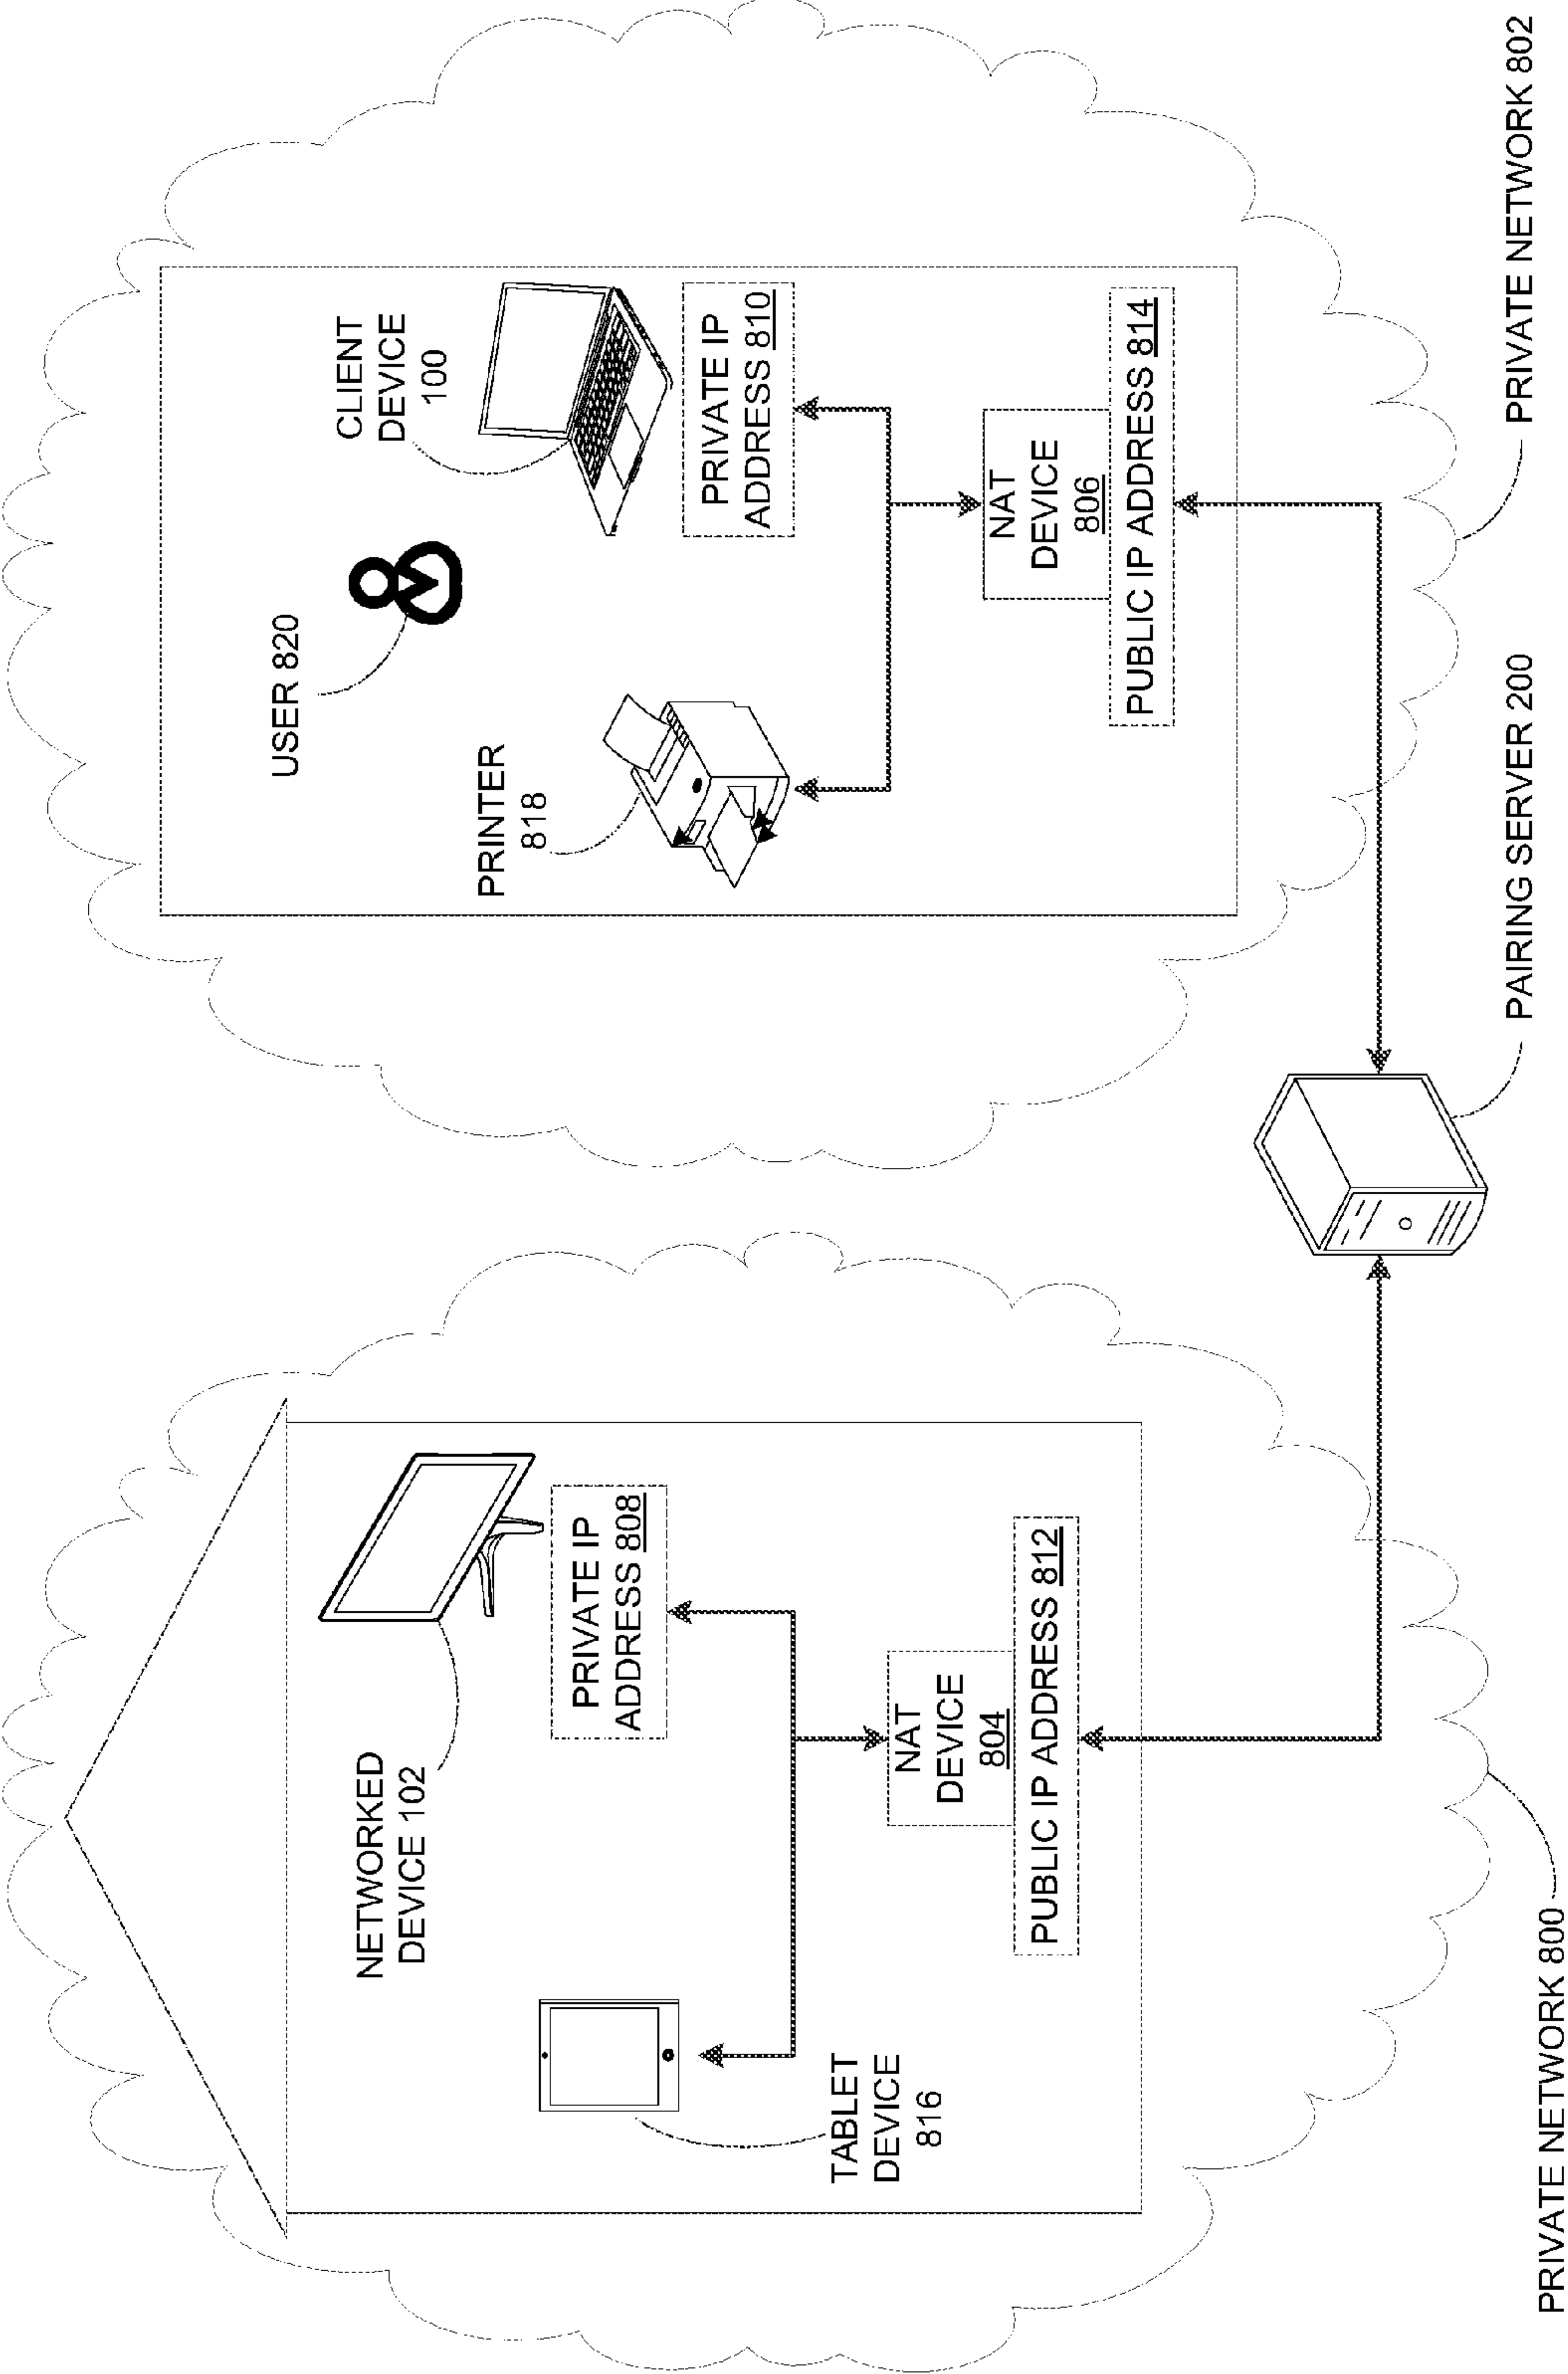 NETWORKED
DEVICE 102
PRIVATE IP
ADDRESS 808
TABLET
DEVICE
816
NAT
DEVICE
804
PUBLIC IP ADDRESS 812
PRIVATE NETWORK 800
USER 820
CLIENT
DEVICE
100
PRINTER
818
PRIVATE IP
ADDRESS 810
NAT
DEVICE
806
PUBLIC IP ADDRESS 814
PAIRING SERVER 200
PRIVATE NETWORK 802